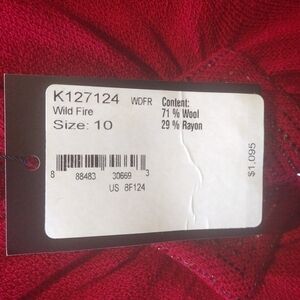 K127124 WDFR
Wild Fire
Size: 10
Content:
71 % Wool
29 % Rayon
8 88483 30669 3
US 8F124
$1,095